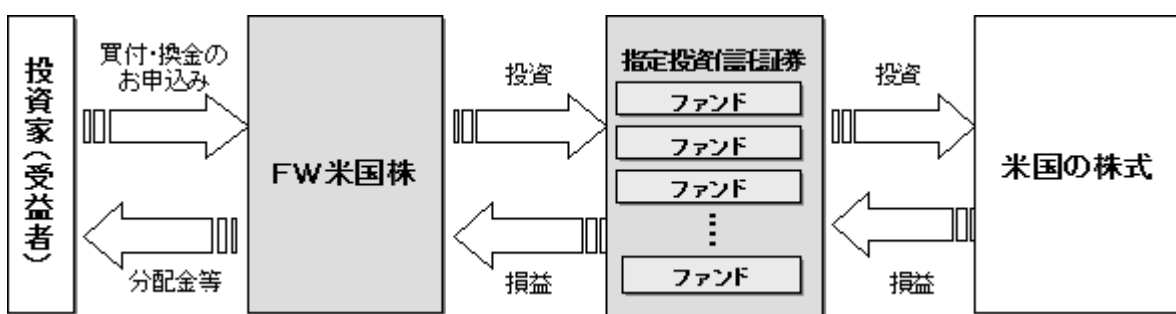 投資家(受益者)
買付・換金の
お申込み
分配金等
FW米国株
投資
損益
指定投資信託証券
ファンド
ファンド
ファンド
ファンド
投資
損益
米国の株式